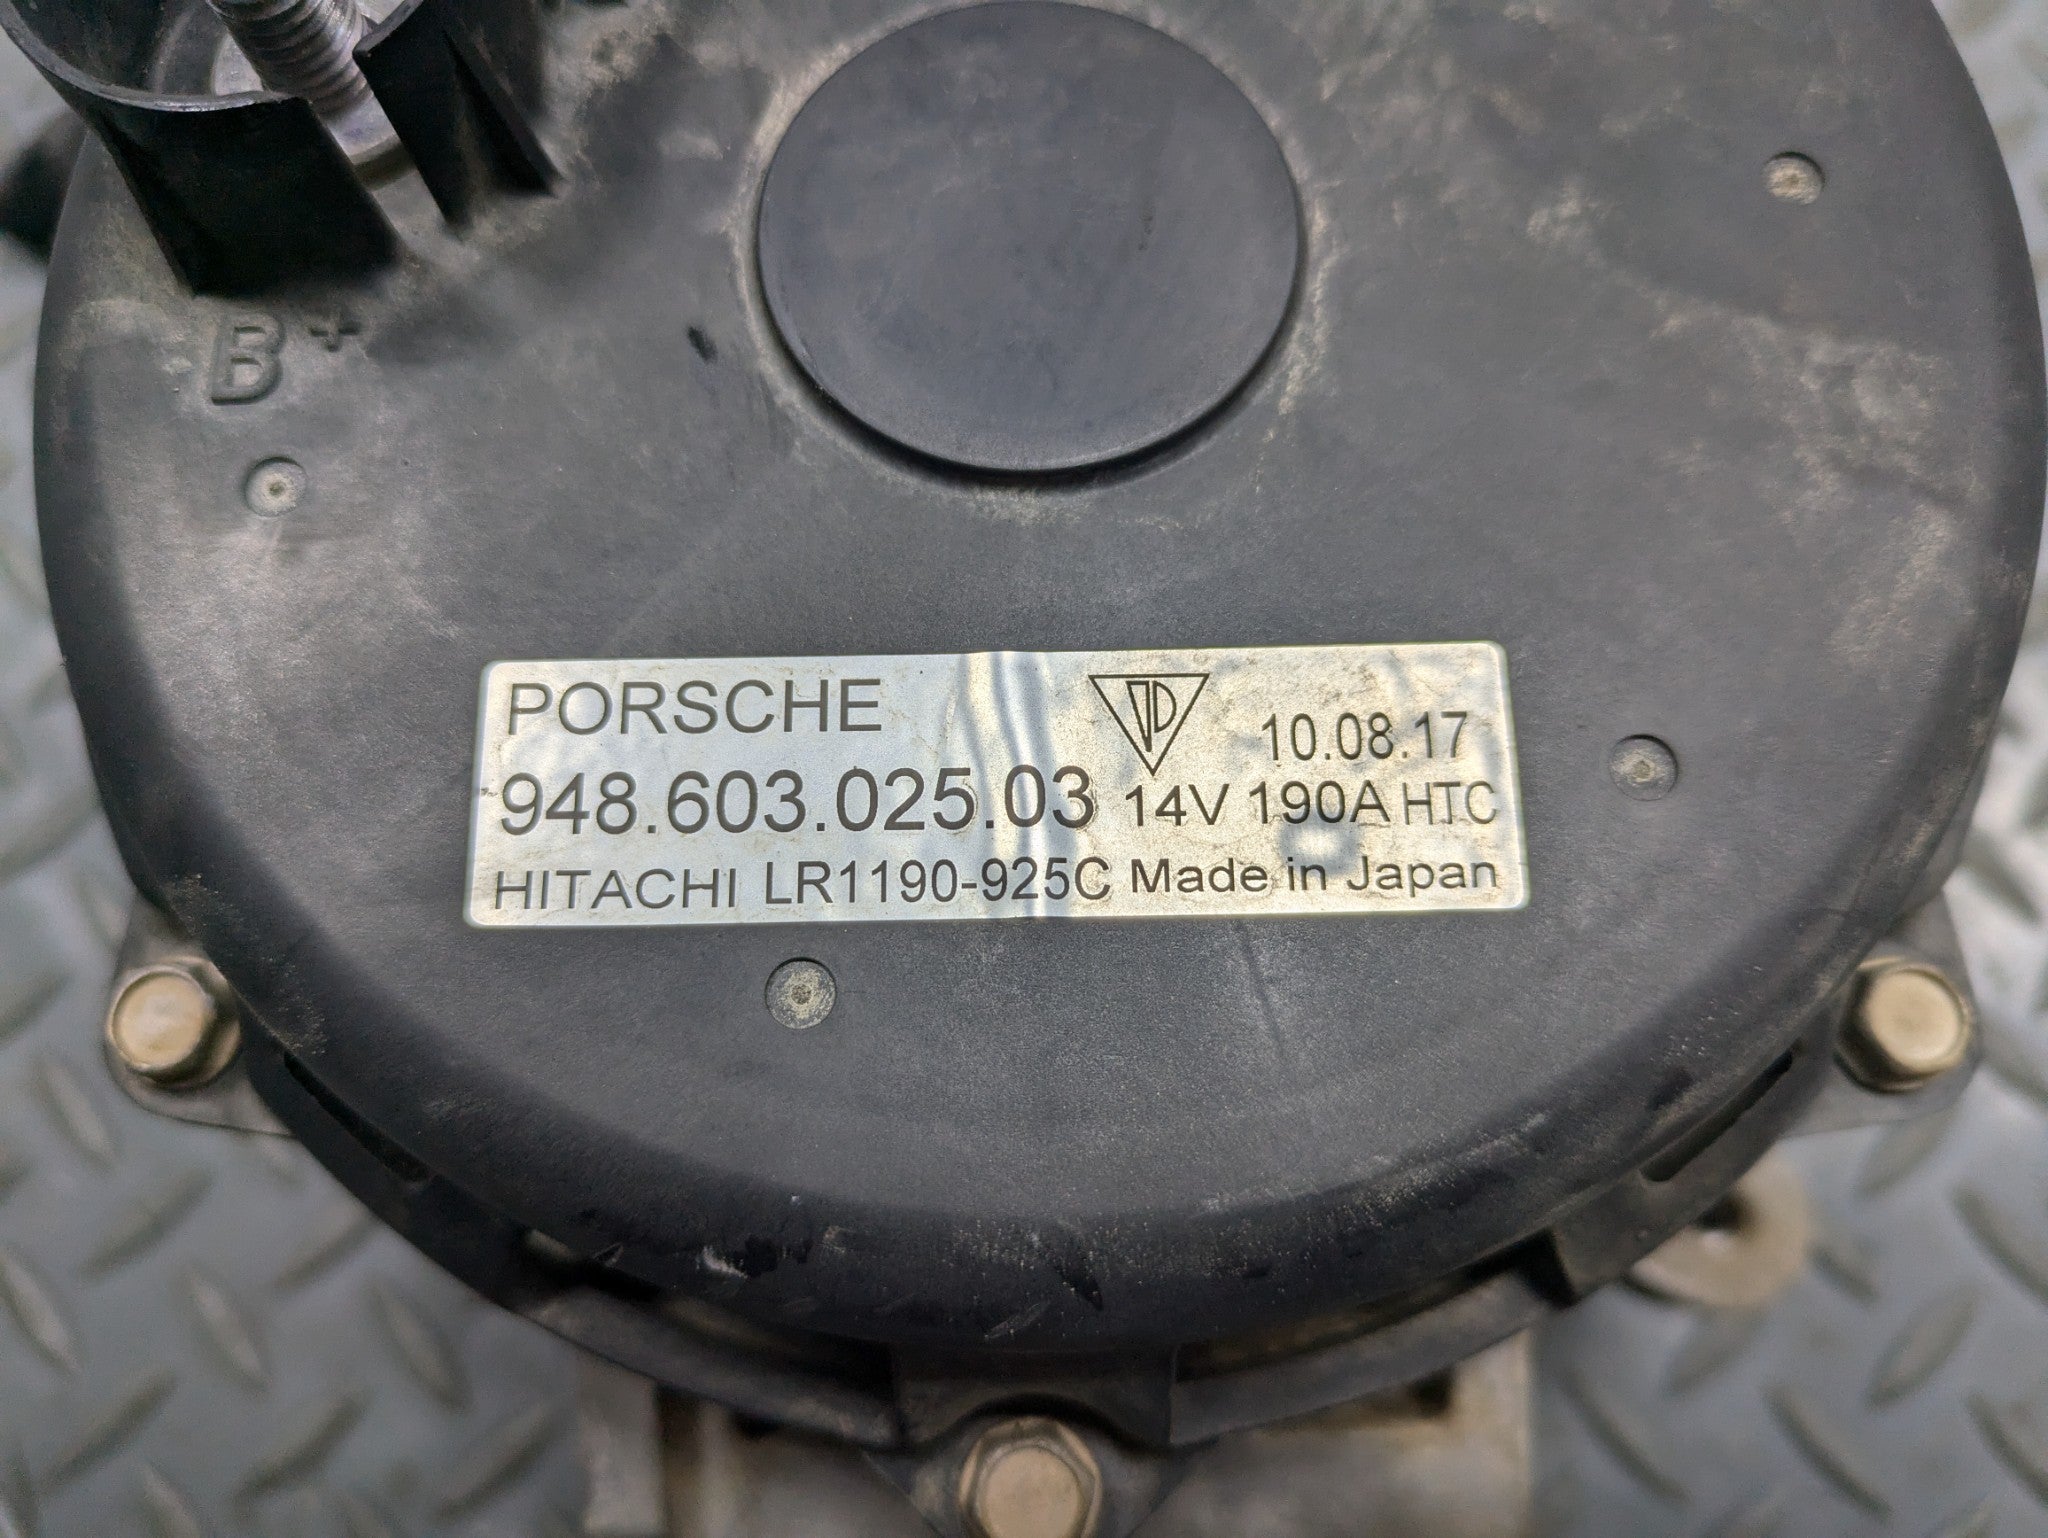 B+
PORSCHE 10.08.17
948.603.025.03 14V 190A HTC
HITACHI LR1190-925C Made in Japan